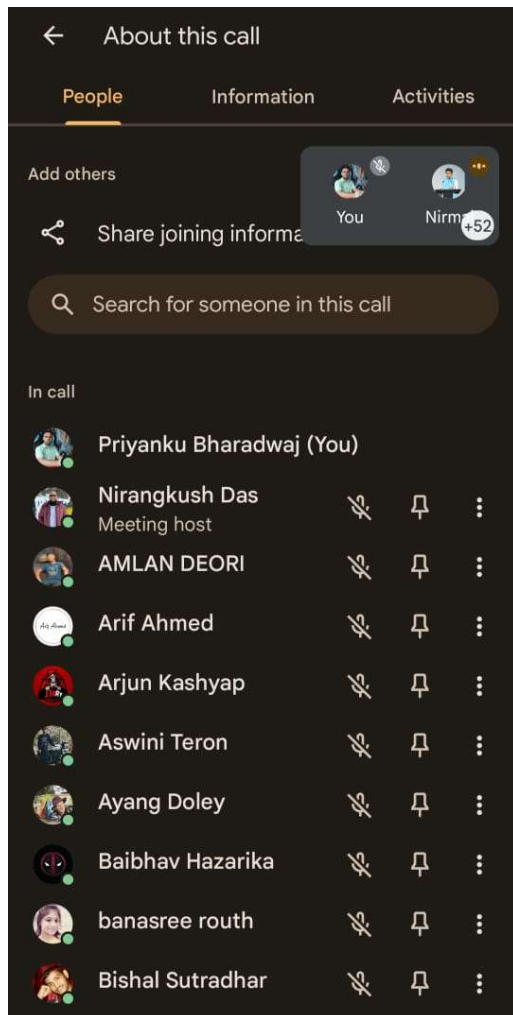 About this call
People Information Activities
Add others
You
Share joining informa
+52
Search for someone in this call
In call
Priyanku Bharadwaj (You)
Nirangkush Das
Meeting host
AMLAN DEORI
Arif Ahmed
Arjun Kashyap
Aswini Teron
Ayang Doley
Baibhav Hazarika
banasree routh
Bishal Sutradhar